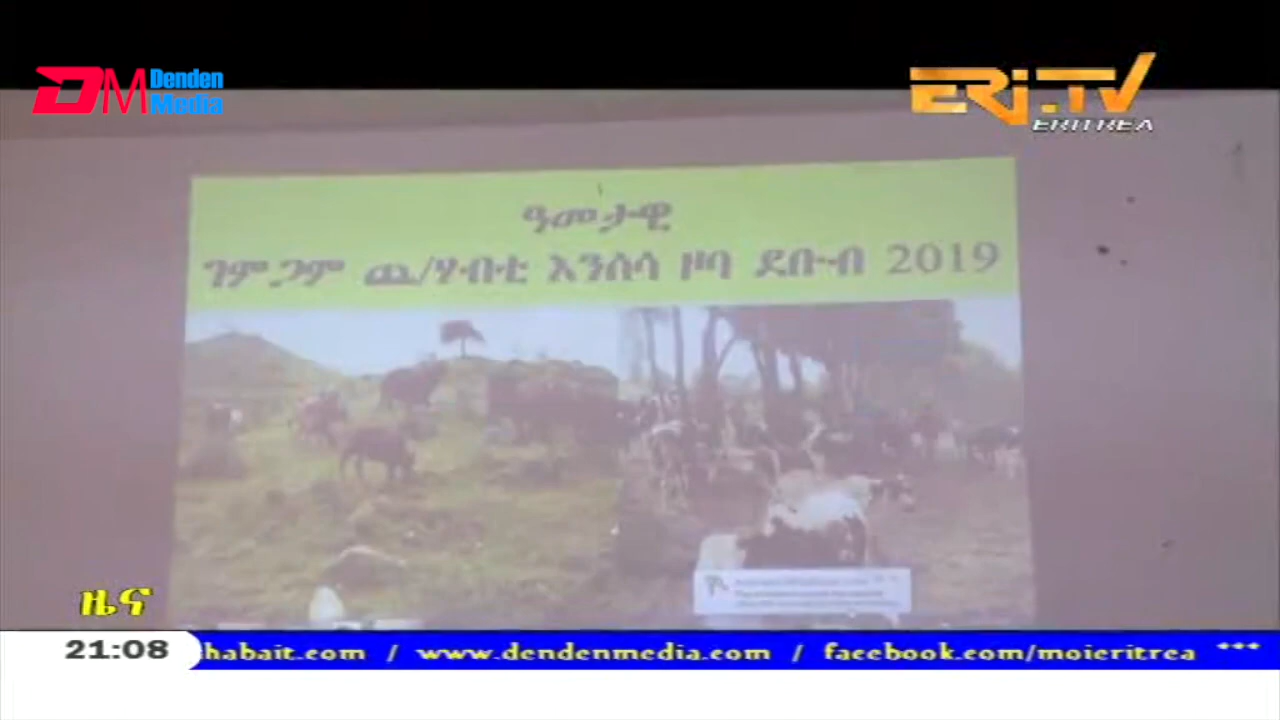 DM Denden
Media
ERi.TV
ERITREA
ዓመታዊ
ገምጋም ጨ/ሃብቲ እንስሳ ዞባ ደቡብ 2019
ዜና
21:08 habait.com / www.dendenmedia.com / facebook.com/moieritrea ***